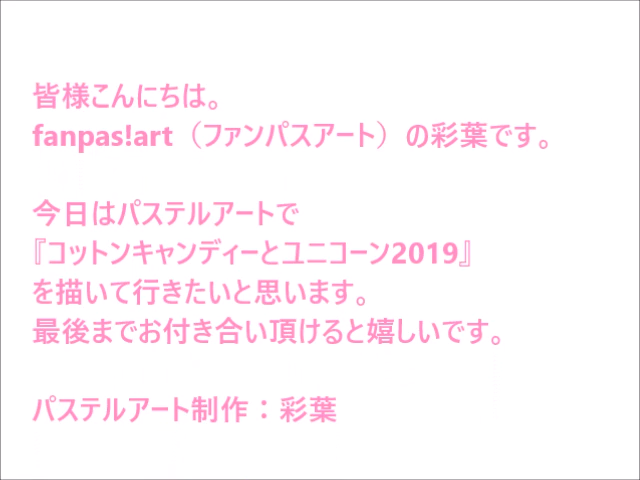 皆様こんにちは。
fanpas!art（ファンパスアート）の彩葉です。
今日はパステルアートで
『コットンキャンディーとユニコーン2019』
を描いて行きたいと思います。
最後までお付き合い頂けると嬉しいです。
パステルアート制作：彩葉